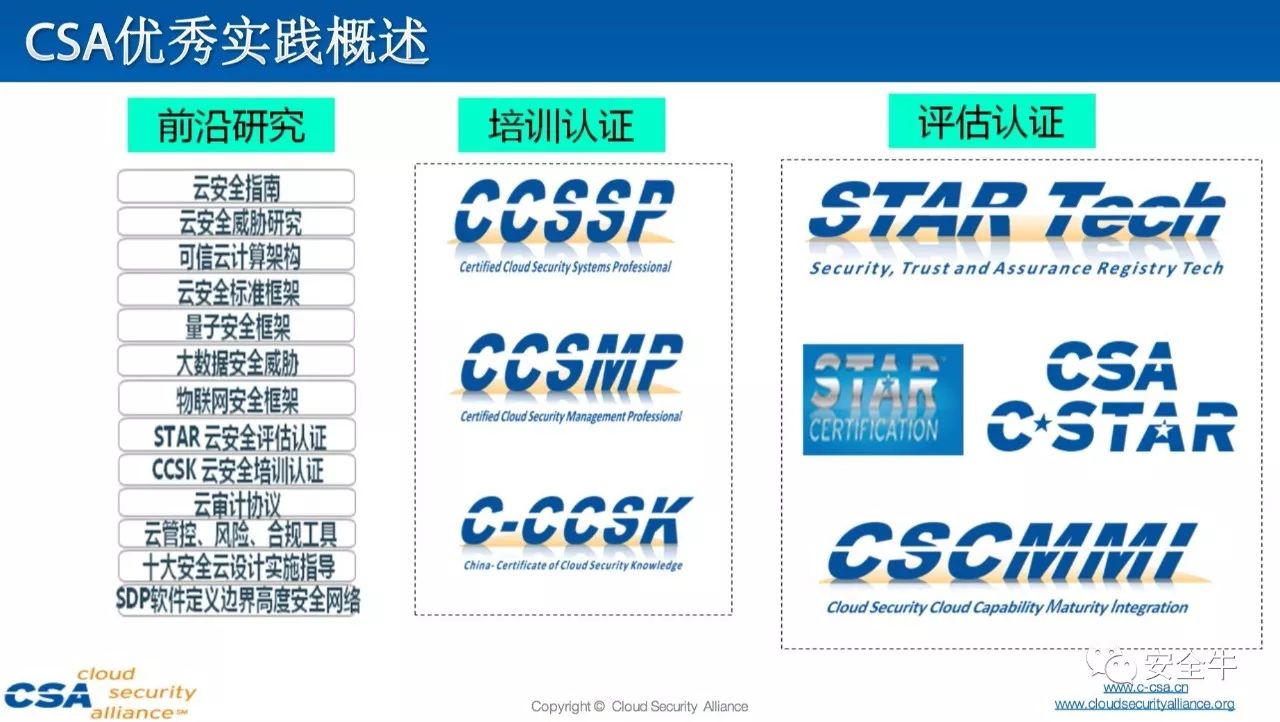 CSA优秀实践概述
前沿研究
云安全指南
云安全威胁研究
可信云计算架构
云安全标准框架
量子安全框架
大数据安全威胁
物联网安全框架
STAR 云安全评估认证
CCSK 云安全培训认证
云审计协议
云管控、风险、合规工具
十大安全云设计实施指导
SDP软件定义边界高度安全网络
培训认证
CCSSP
Certified Cloud Security Systems Professional
CCSMP
Certified Cloud Security Management Professional
C-CCSK
China- Certificate of Cloud Security Knowledge
评估认证
STAR Tech
Security, Trust and Assurance Registry Tech
STAR
CERTIFICATION
CSA
C★STAR
CSCMMI
Cloud Security Cloud Capability Maturity Integration
安全牛
CSA cloud
security
alliance℠
Copyright © Cloud Security Alliance
www.c-csa.cn
www.cloudsecurityalliance.org